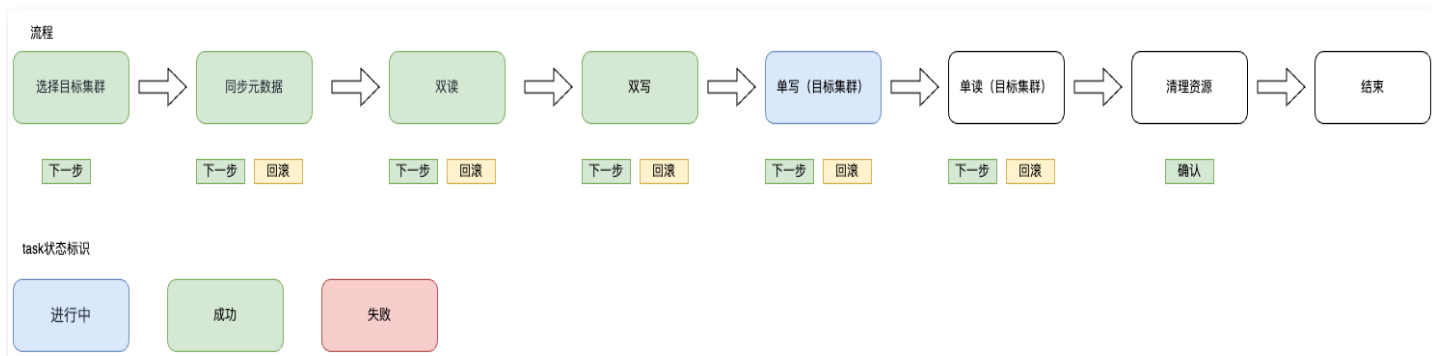 流程
选择目标集群
同步元数据
双读
双写
单写（目标集群）
单读（目标集群）
清理资源
结束
下一步
下一步
回滚
下一步
回滚
下一步
回滚
下一步
回滚
下一步
回滚
确认
task状态标识
进行中
成功
失败